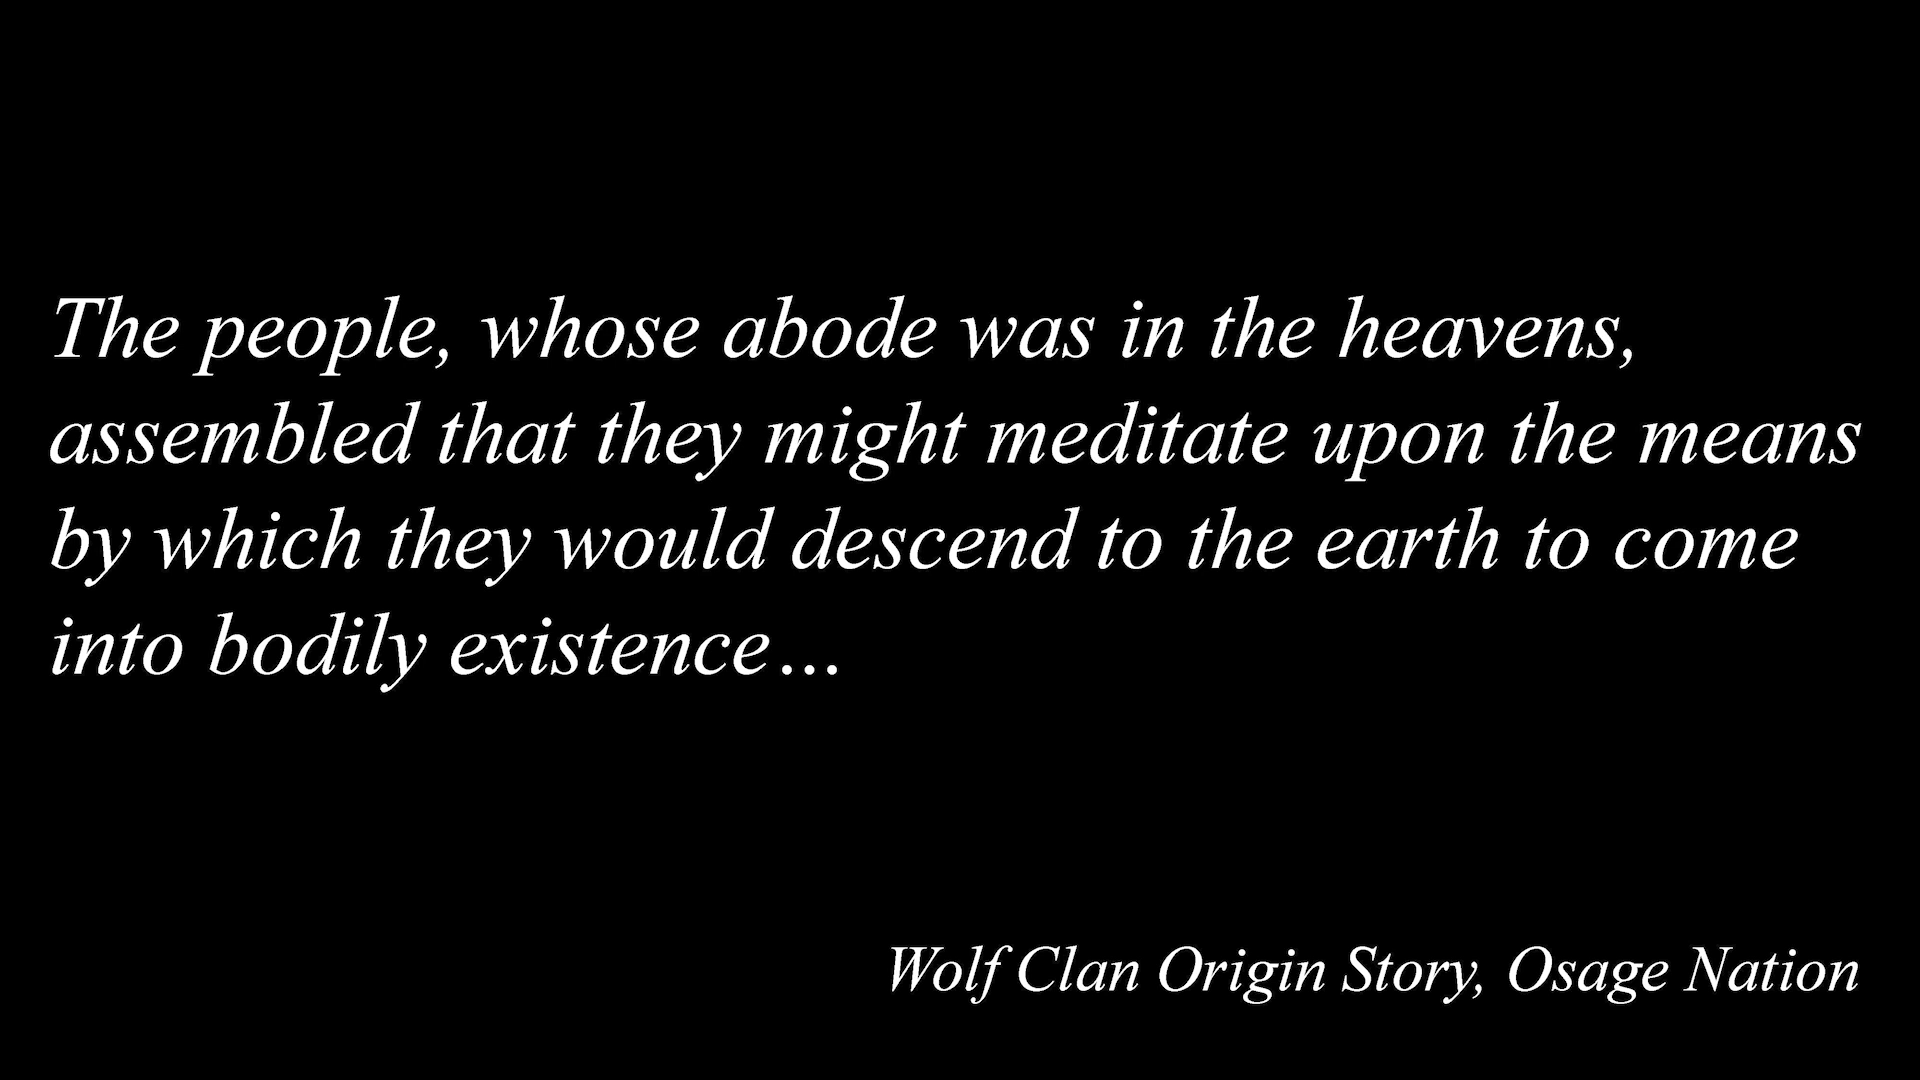 The people, whose abode was in the heavens,
assembled that they might meditate upon the means
by which they would descend to the earth to come
into bodily existence…
Wolf Clan Origin Story, Osage Nation